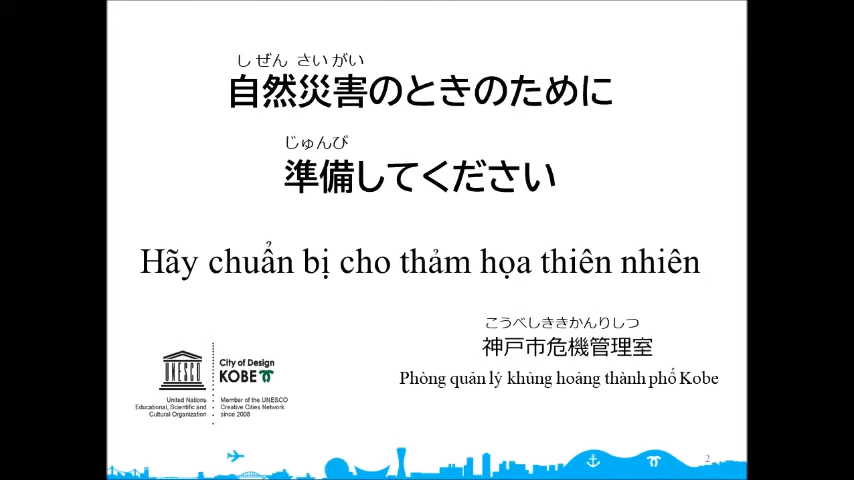 しぜん さいがい
自然災害のときのために
じゅんび
準備してください
Hãy chuẩn bị cho thảm họa thiên nhiên
こうべしききかんりしつ
神戸市危機管理室
Phòng quản lý khủng hoảng thành phố Kobe
UNESCO
United Nations
Educational, Scientific and
Cultural Organization
City of Design
KOBE
Member of the UNESCO
Creative Cities Network
since 2008
2